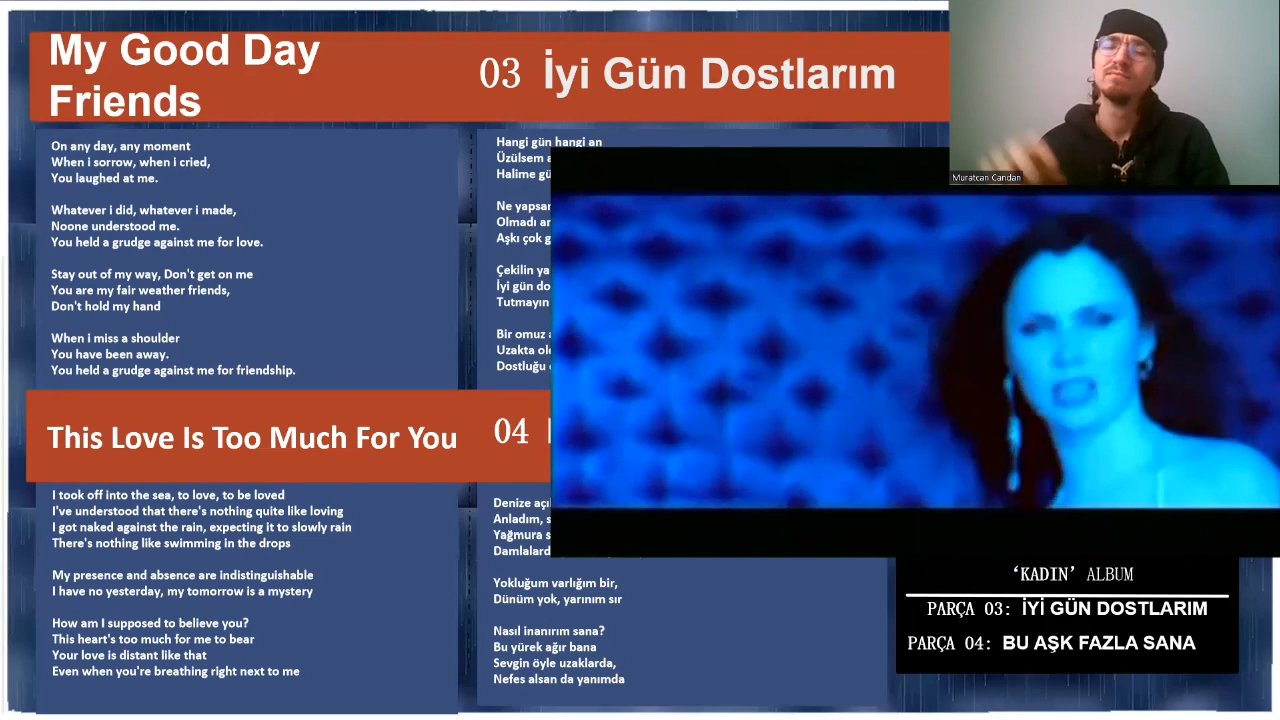 My Good Day
Friends
03 İyi Gün Dostlarım
Muratcan Candan
On any day, any moment
When i sorrow, when i cried,
You laughed at me.
Whatever i did, whatever i made,
Noone understood me.
You held a grudge against me for love.
Stay out of my way, Don't get on me
You are my fair weather friends,
Don't hold my hand
When i miss a shoulder
You have been away.
You held a grudge against me for friendship.
Hangi gün hangi an
Üzülsem
Halime
Ne
Olmadı
Aşkı çok
Çekilin
İyi gün
Tutmayın
Bir omuz
Uzakta
Dostluğu
This Love Is Too Much For You
04
I took off into the sea, to love, to be loved
I've understood that there's nothing quite like loving
I got naked against the rain, expecting it to slowly rain
There's nothing like swimming in the drops
My presence and absence are indistinguishable
I have no yesterday, my tomorrow is a mystery
How am I supposed to believe you?
This heart's too much for me to bear
Your love is distant like that
Even when you're breathing right next to me
Denize
Anladım,
Yağmura
Yokluğum varlığım bir,
Dünüm yok, yarınım sır
Nasıl inanırım sana?
Bu yürek ağır bana
Sevgin öyle uzaklarda,
Nefes alsan da yanımda
‘KADIN’ ALBUM
PARÇA 03: İYİ GÜN DOSTLARIM
PARÇA 04: BU AŞK FAZLA SANA